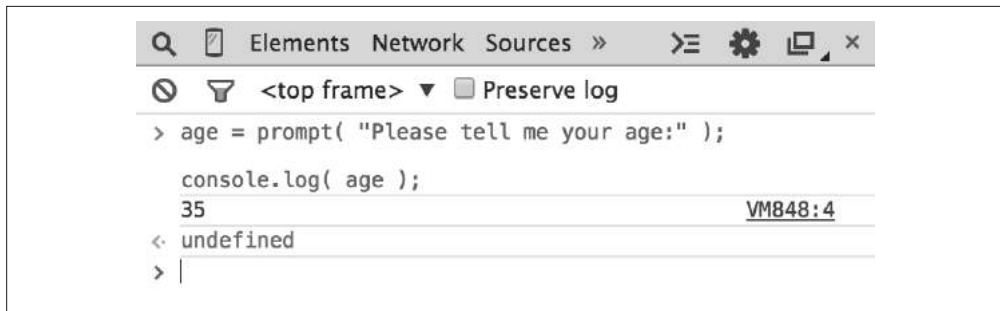 Elements Network Sources »
<top frame> ▼ Preserve log
> age = prompt( "Please tell me your age:" );
console.log( age );
35 VM848:4
<· undefined
>